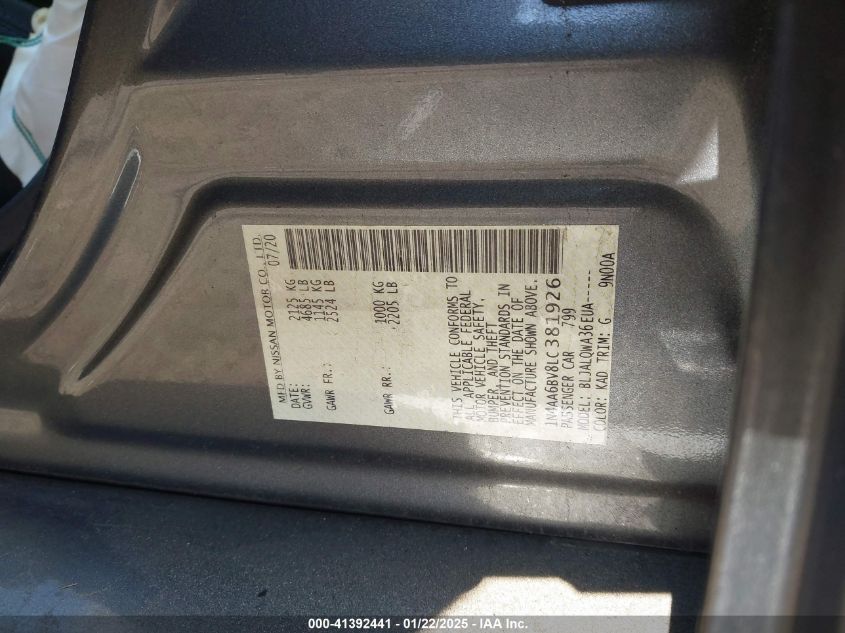 MFD BY NISSAN MOTOR CO., LTD.
DATE: 07/20
GVWR: 2125 KG
4685 LB
GAWR FR.: 1145 KG
2524 LB
GAWR RR.: 1000 KG
2205 LB
THIS VEHICLE CONFORMS TO
ALL APPLICABLE FEDERAL
MOTOR VEHICLE SAFETY,
BUMPER, AND THEFT
PREVENTION STANDARDS IN
EFFECT ON THE DATE OF
MANUFACTURE SHOWN ABOVE.
1N4AA6BV8LC381926
PASSENGER CAR 799
MODEL: BLJALQWA36EUA------
COLOR: KAD TRIM: G 9N00A
000-41392441 | 01/22/2025 - IAA Inc.